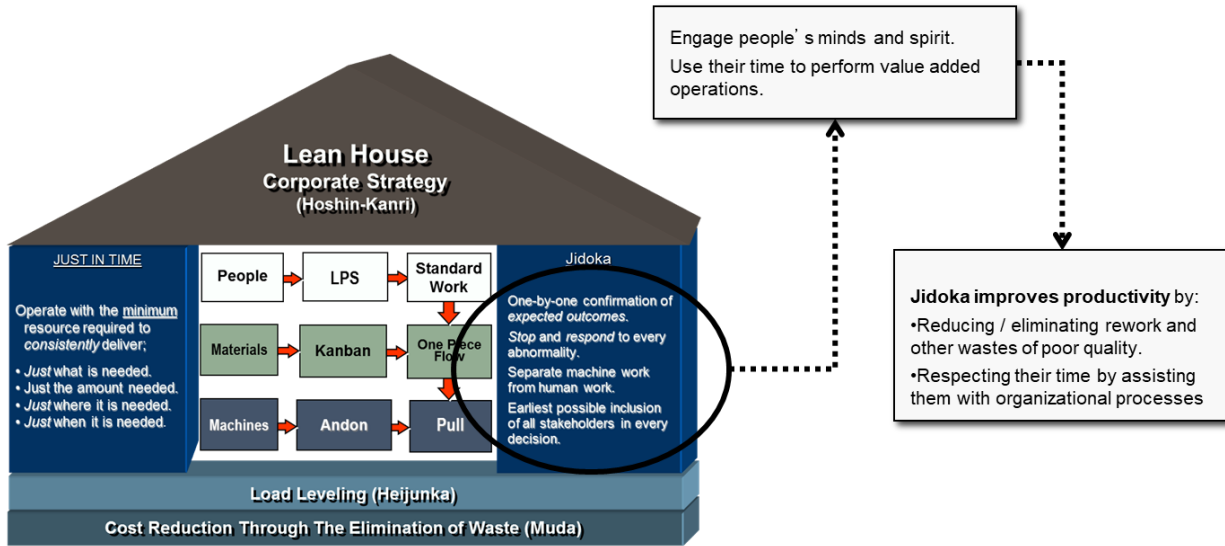 Lean House
Corporate Strategy
(Hoshin-Kanri)
JUST IN TIME
Operate with the minimum
resource required to
consistently deliver;
• Just what is needed.
• Just the amount needed.
• Just where it is needed.
• Just when it is needed.
People
LPS
Standard
Work
Materials
Kanban
One Piece
Flow
Machines
Andon
Pull
Jidoka
One-by-one confirmation of
expected outcomes.
Stop and respond to every
abnormality.
Separate machine work
from human work.
Earliest possible inclusion
of all stakeholders in every
decision.
Load Leveling (Heijunka)
Cost Reduction Through The Elimination of Waste (Muda)
Engage people’s minds and spirit.
Use their time to perform value added
operations.
Jidoka improves productivity by:
•Reducing / eliminating rework and
other wastes of poor quality.
•Respecting their time by assisting
them with organizational processes